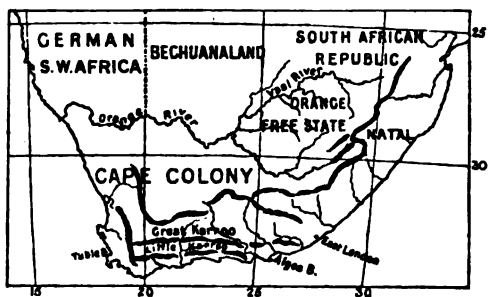 GERMAN
S.W. AFRICA
BECHUANALAND
SOUTH AFRICAN
REPUBLIC
25
Vaal River
ORANGE
FREE STATE
NATAL
Orange River
30
CAPE COLONY
Great Karroo
Little Karroo
Table B.
Algoa B.
East London
15
20
25
30